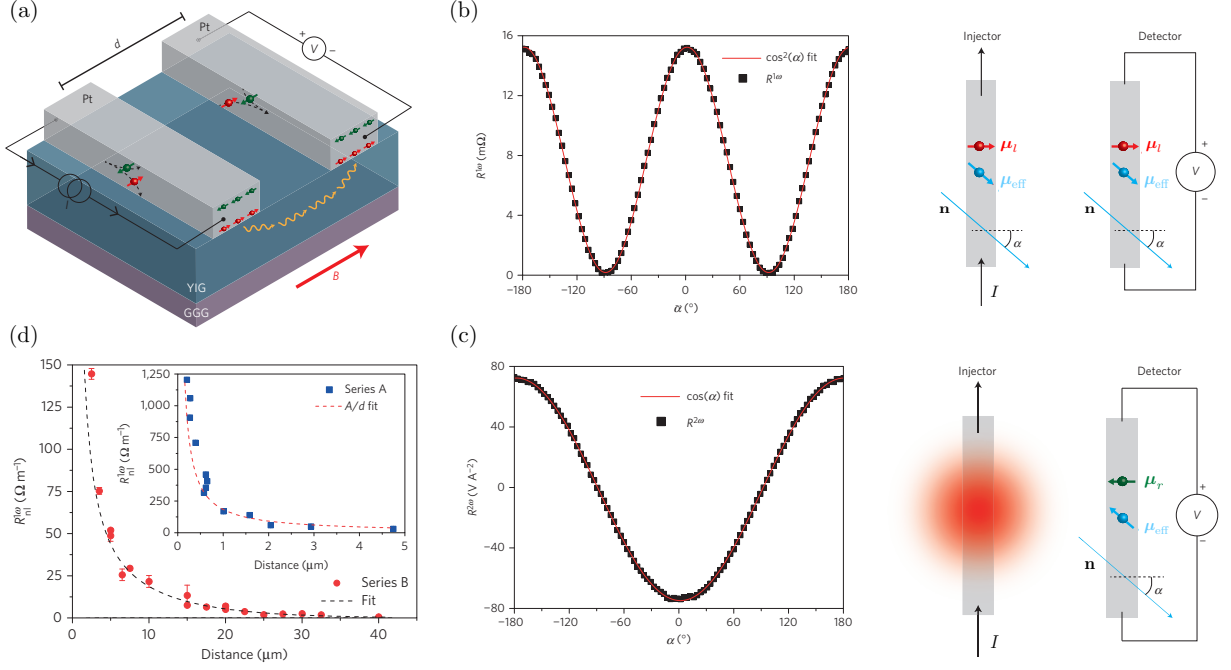 (a)
d
Pt
Pt
+
V
−
I
YIG
GGG
B
(b)
16
12
8
4
0
R¹ω (mΩ)
cos²(α) fit
R¹ω
−180
−120
−60
0
60
120
180
α (°)
Injector
Detector
μl
μeff
n
α
I
μl
μeff
n
α
+
V
−
(d)
150
125
100
75
50
25
0
R¹ω nl (Ω m⁻¹)
1,250
1,000
750
500
250
0
R¹ω nl (Ω m⁻¹)
Series A
A/d fit
0
1
2
3
4
5
Distance (μm)
Series B
Fit
0
10
20
30
40
Distance (μm)
(c)
80
40
0
−40
−80
R²ω (V A⁻²)
cos(α) fit
R²ω
−180
−120
−60
0
60
120
180
α (°)
Injector
Detector
I
μr
μeff
n
α
+
V
−